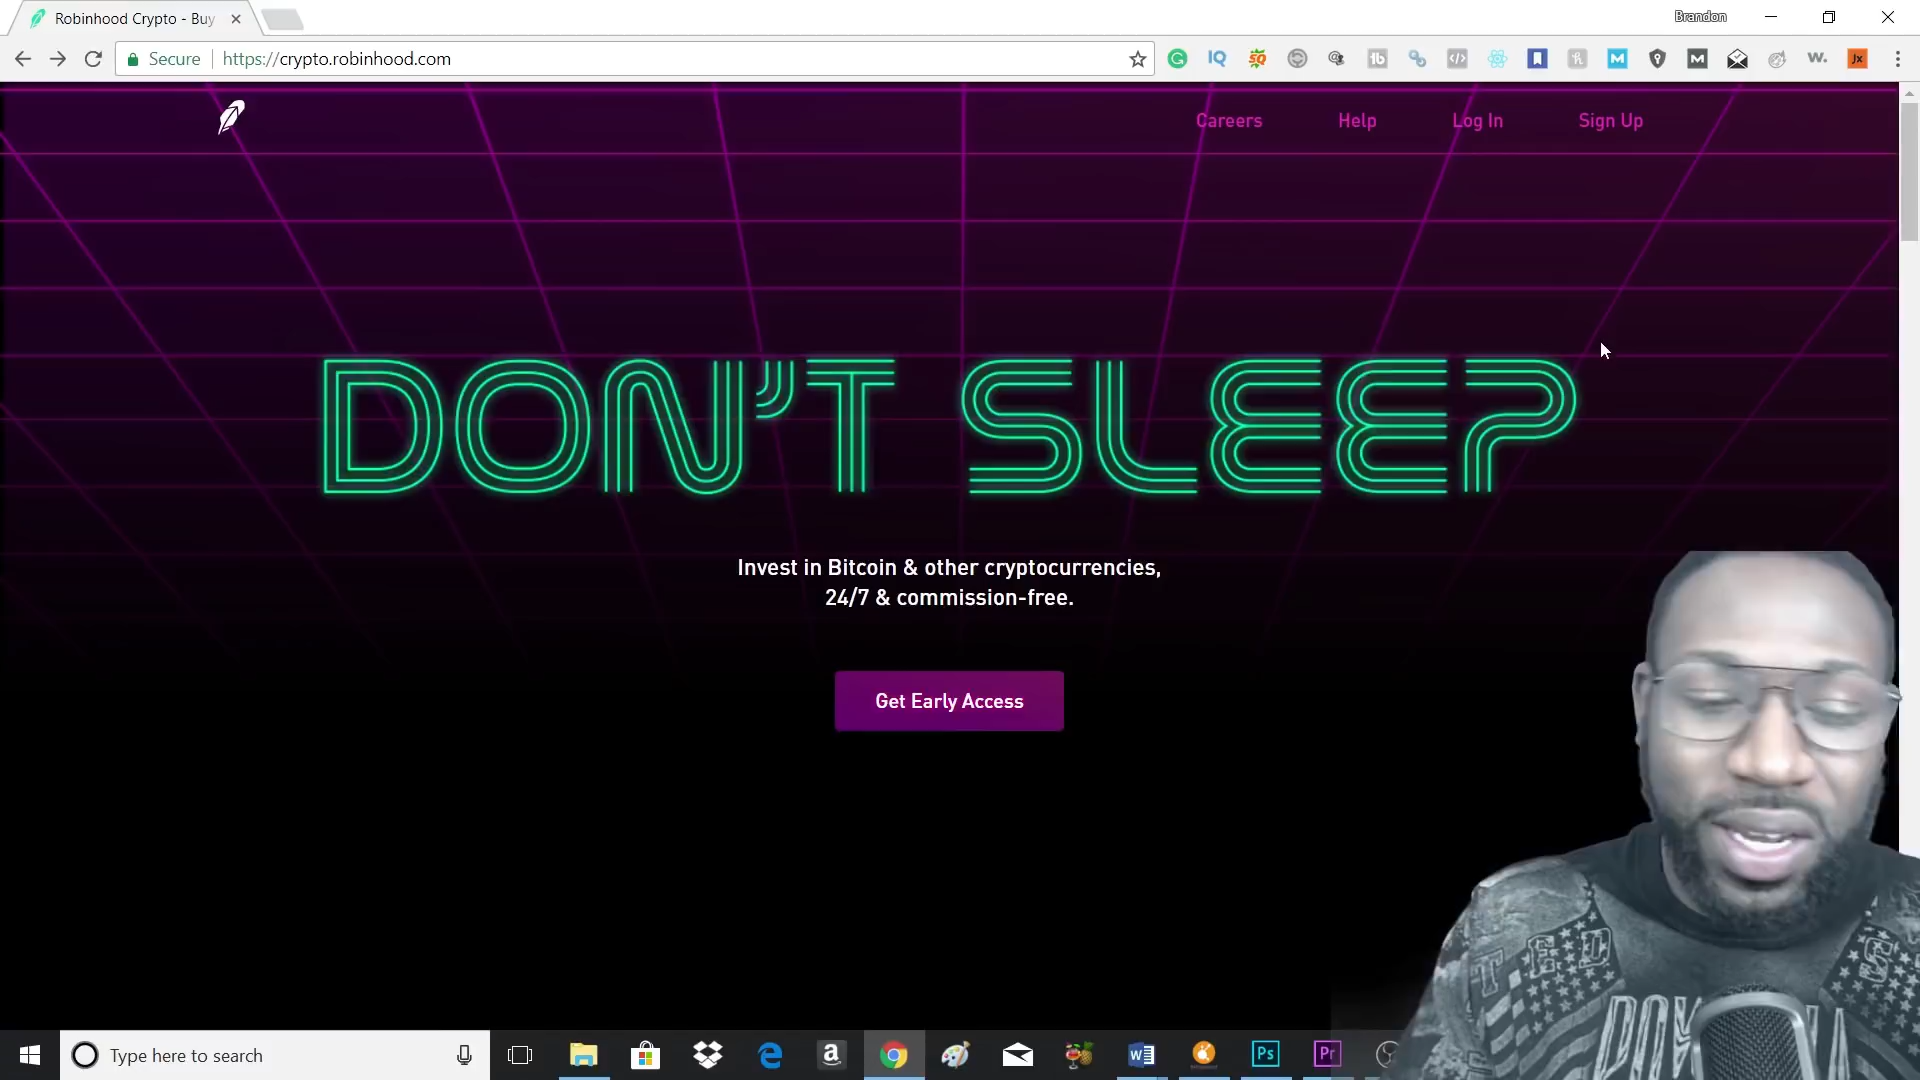 Robinhood Crypto - Buy
Brandon
Secure
https://crypto.robinhood.com
Careers
Help
Log In
Sign Up
DON'T SLEEP
Invest in Bitcoin & other cryptocurrencies,
24/7 & commission-free.
Get Early Access
Type here to search